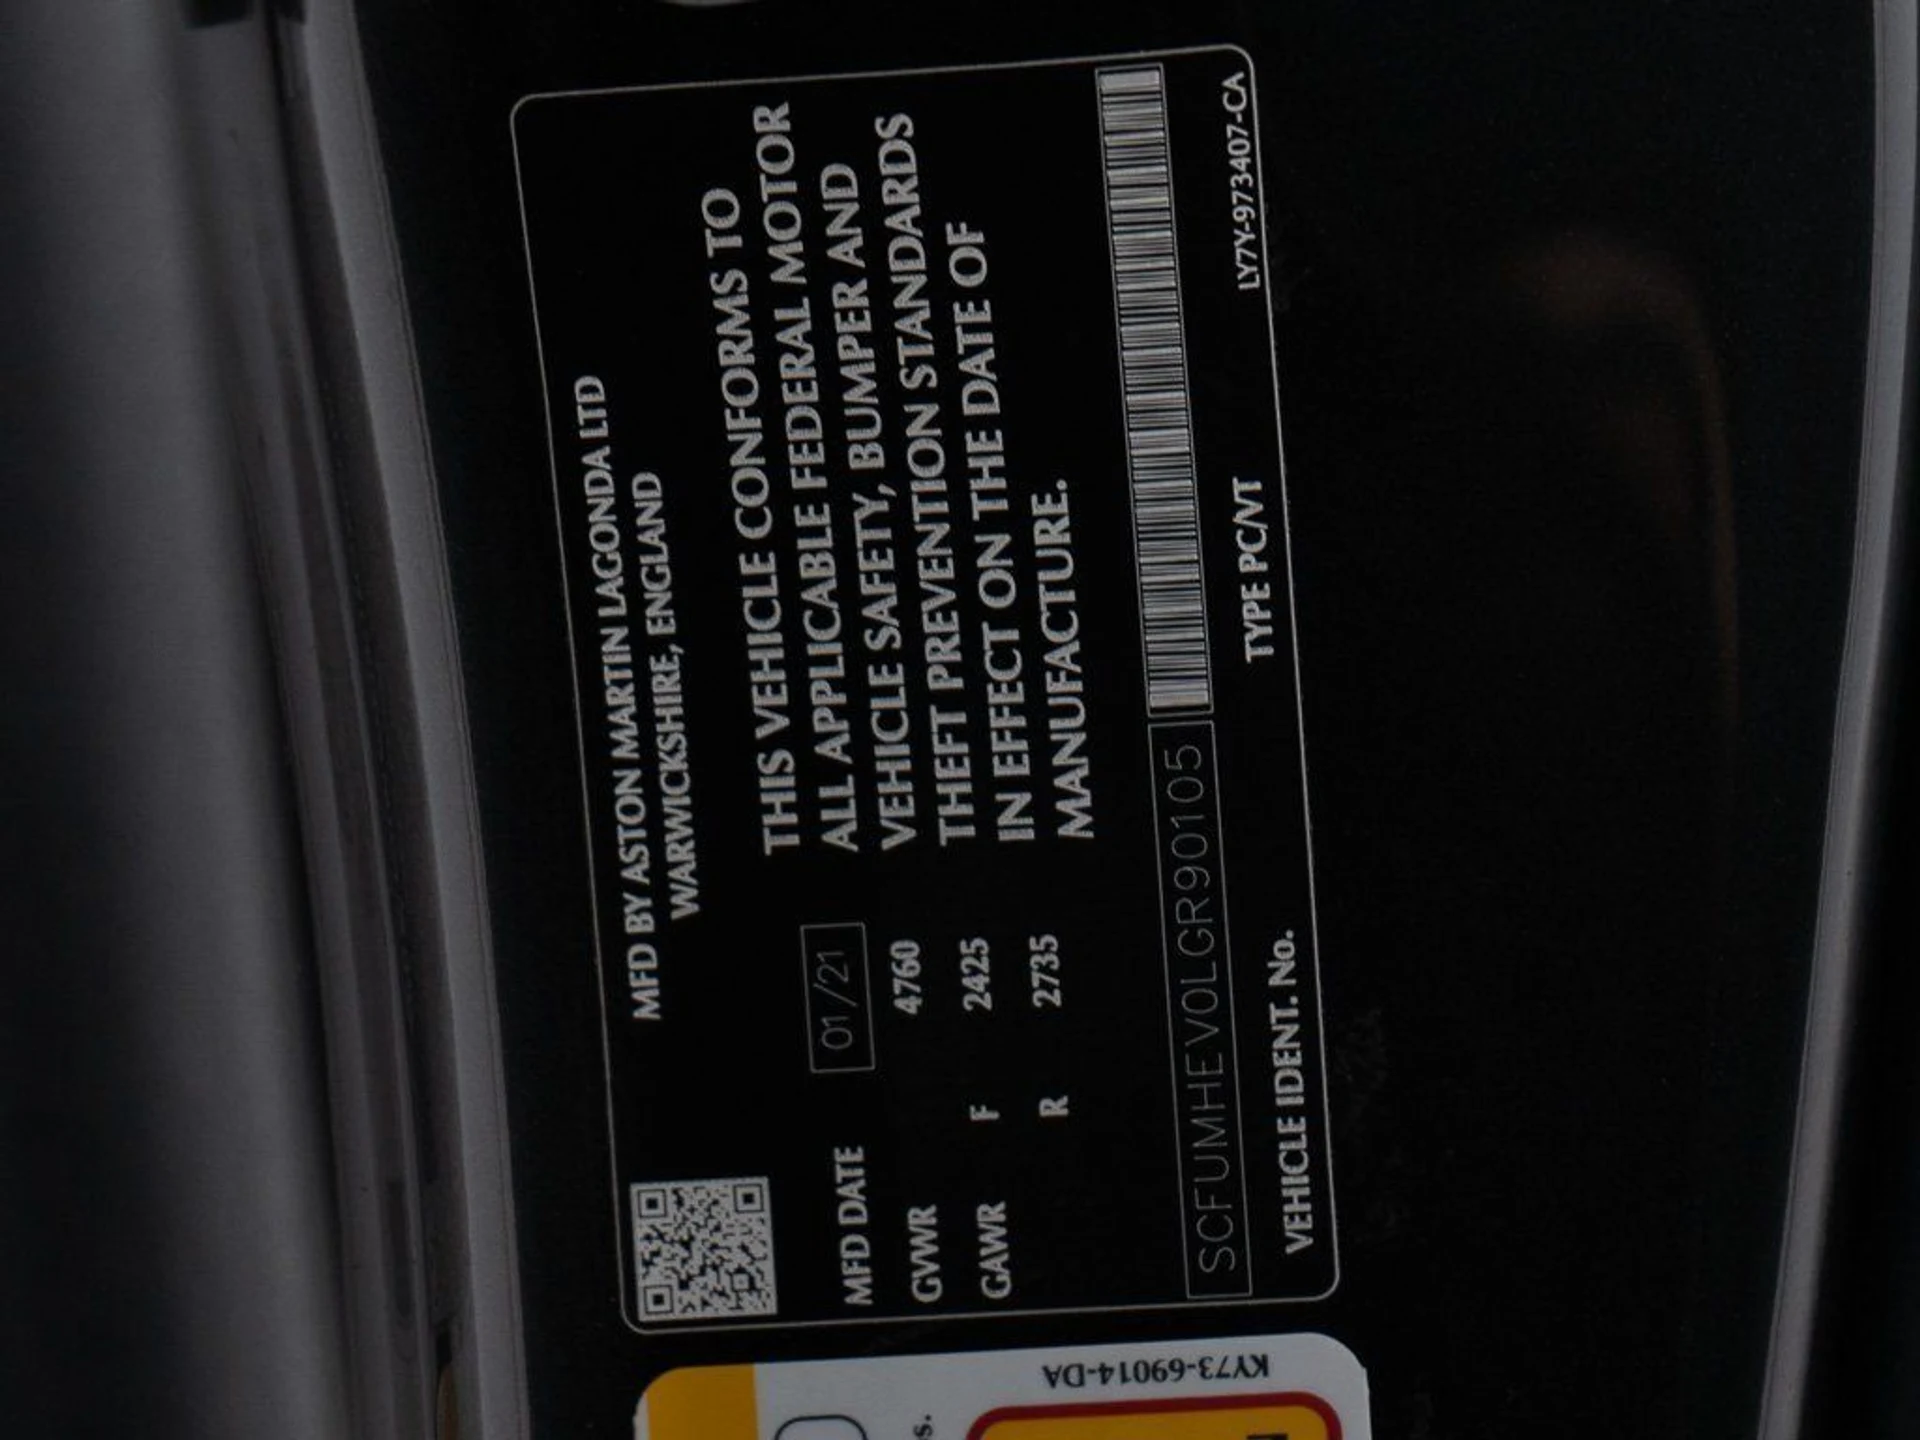 MFD BY ASTON MARTIN LAGONDA LTD
WARWICKSHIRE, ENGLAND
MFD DATE 01/21
GVWR 4760
GAWR F 2425
R 2735
THIS VEHICLE CONFORMS TO
ALL APPLICABLE FEDERAL MOTOR
VEHICLE SAFETY, BUMPER AND
THEFT PREVENTION STANDARDS
IN EFFECT ON THE DATE OF
MANUFACTURE.
SCFUMHEV0LGR90105
VEHICLE IDENT. No. TYPE PC/VT LY7Y-973407-CA
KY73-69014-DA